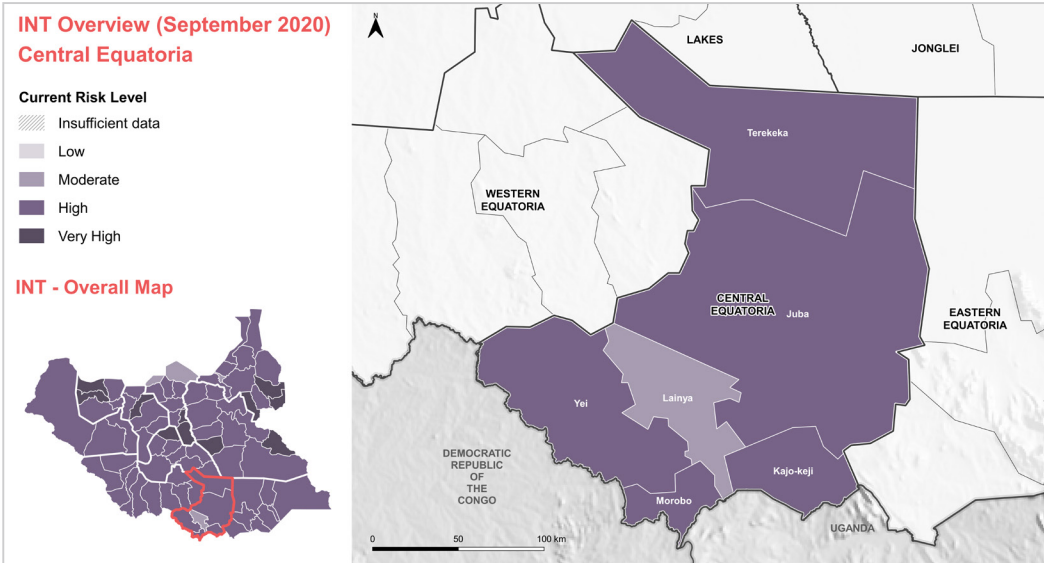 INT Overview (September 2020)
Central Equatoria
Current Risk Level
Insufficient data
Low
Moderate
High
Very High
INT - Overall Map
N
LAKES
JONGLEI
Terekeka
WESTERN
EQUATORIA
CENTRAL
EQUATORIA
Juba
EASTERN
EQUATORIA
Yei
Lainya
DEMOCRATIC
REPUBLIC
OF
THE
CONGO
Kajo-keji
Morobo
UGANDA
0 50 100 km